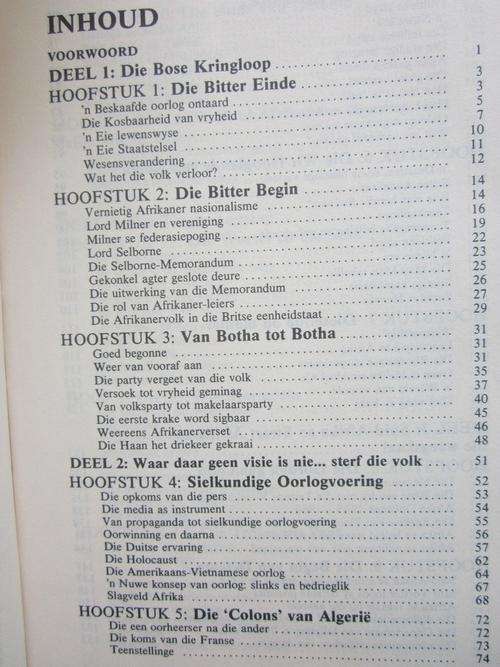 INHOUD
VOORWOORD
DEEL 1: Die Bose Kringloop ........ 1
HOOFSTUK 1: Die Bitter Einde ........ 3
'n Beskaafde oorlog ontaard ........ 3
Die Kosbaarheid van vryheid ........ 5
'n Eie lewenswyse ........ 7
'n Eie Staatstelsel ........ 10
Wesensverandering ........ 11
Wat het die volk verloor? ........ 12
HOOFSTUK 2: Die Bitter Begin ........ 14
Vernietig Afrikaner nasionalisme ........ 14
Lord Milner en vereniging ........ 16
Milner se federasiepoging ........ 19
Lord Selborne ........ 22
Die Selborne-Memorandum ........ 23
Gekonkel agter geslote deure ........ 25
Die uitwerking van die Memorandum ........ 26
Die rol van Afrikaner-leiers ........ 27
Die Afrikanervolk in die Britse eenheidstaat ........ 29
HOOFSTUK 3: Van Botha tot Botha ........ 31
Goed begonne ........ 31
Weer van vooraf aan ........ 31
Die party vergeet van die volk ........ 35
Versoek tot vryheid geminag ........ 37
Van volksparty tot makelaarsparty ........ 40
Die eerste krake word sigbaar ........ 45
Weereens Afrikanerverset ........ 46
Die Haan het driekeer gekraai ........ 48
DEEL 2: Waar daar geen visie is nie... sterf die volk .... 51
HOOFSTUK 4: Sielkundige Oorlogvoering ........ 52
Die opkoms van die pers ........ 53
Die media as instrument ........ 54
Van propaganda tot sielkundige oorlogvoering ........ 55
Oorwinning en daarna ........ 56
Die Duitse ervaring ........ 57
Die Holocaust ........ 62
Die Amerikaans-Vietnamese oorlog ........ 64
'n Nuwe konsep van oorlog: slinks en bedrieglik ........ 67
Slagveld Afrika ........ 68
HOOFSTUK 5: Die 'Colons' van Algerië ........ 72
Die een oorheerser na die ander ........ 72
Die koms van die Franse ........ 73
Teenstellinge ........ 74